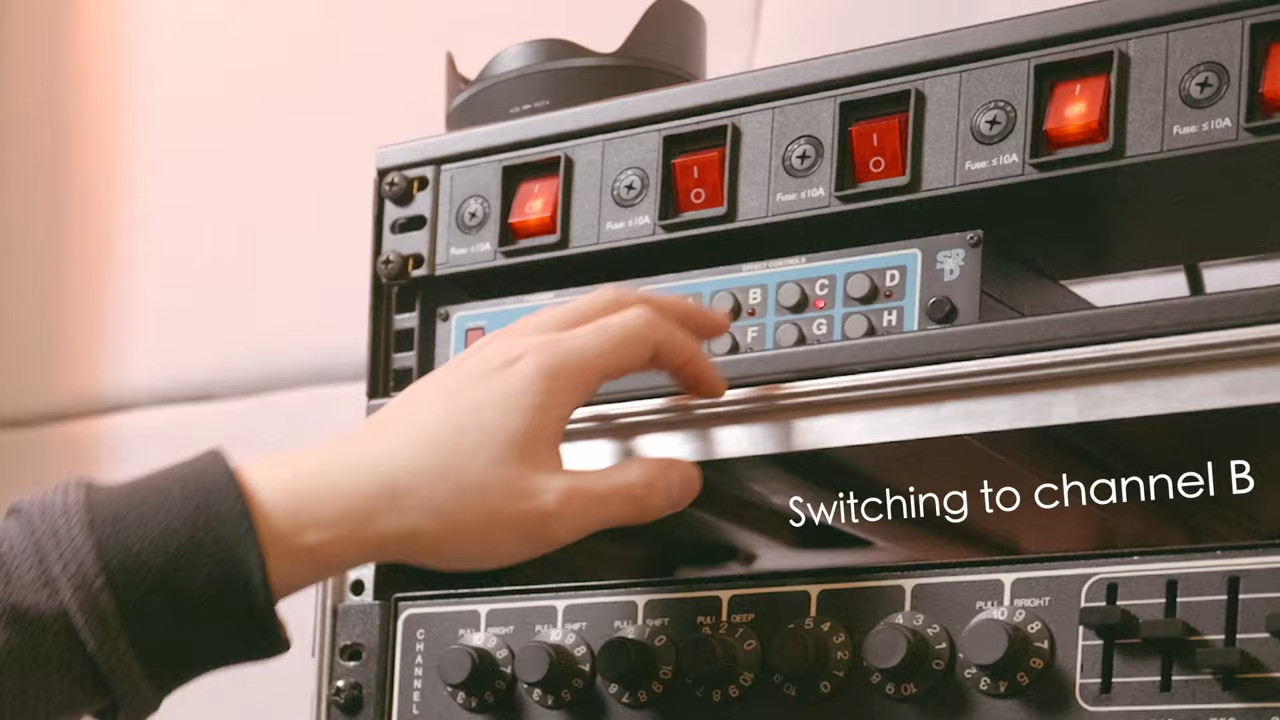 Fuse: ≤10A
Fuse: ≤10A
Fuse: ≤10A
Fuse: ≤10A
Fuse: ≤10A
I
I O
I O
I
EFFECT CONTROLS
SRD
B C D
F G H
Switching to channel B
CHANNEL
PULL BRIGHT
PULL SHIFT
PULL SHIFT
PULL DEEP
PULL BRIGHT